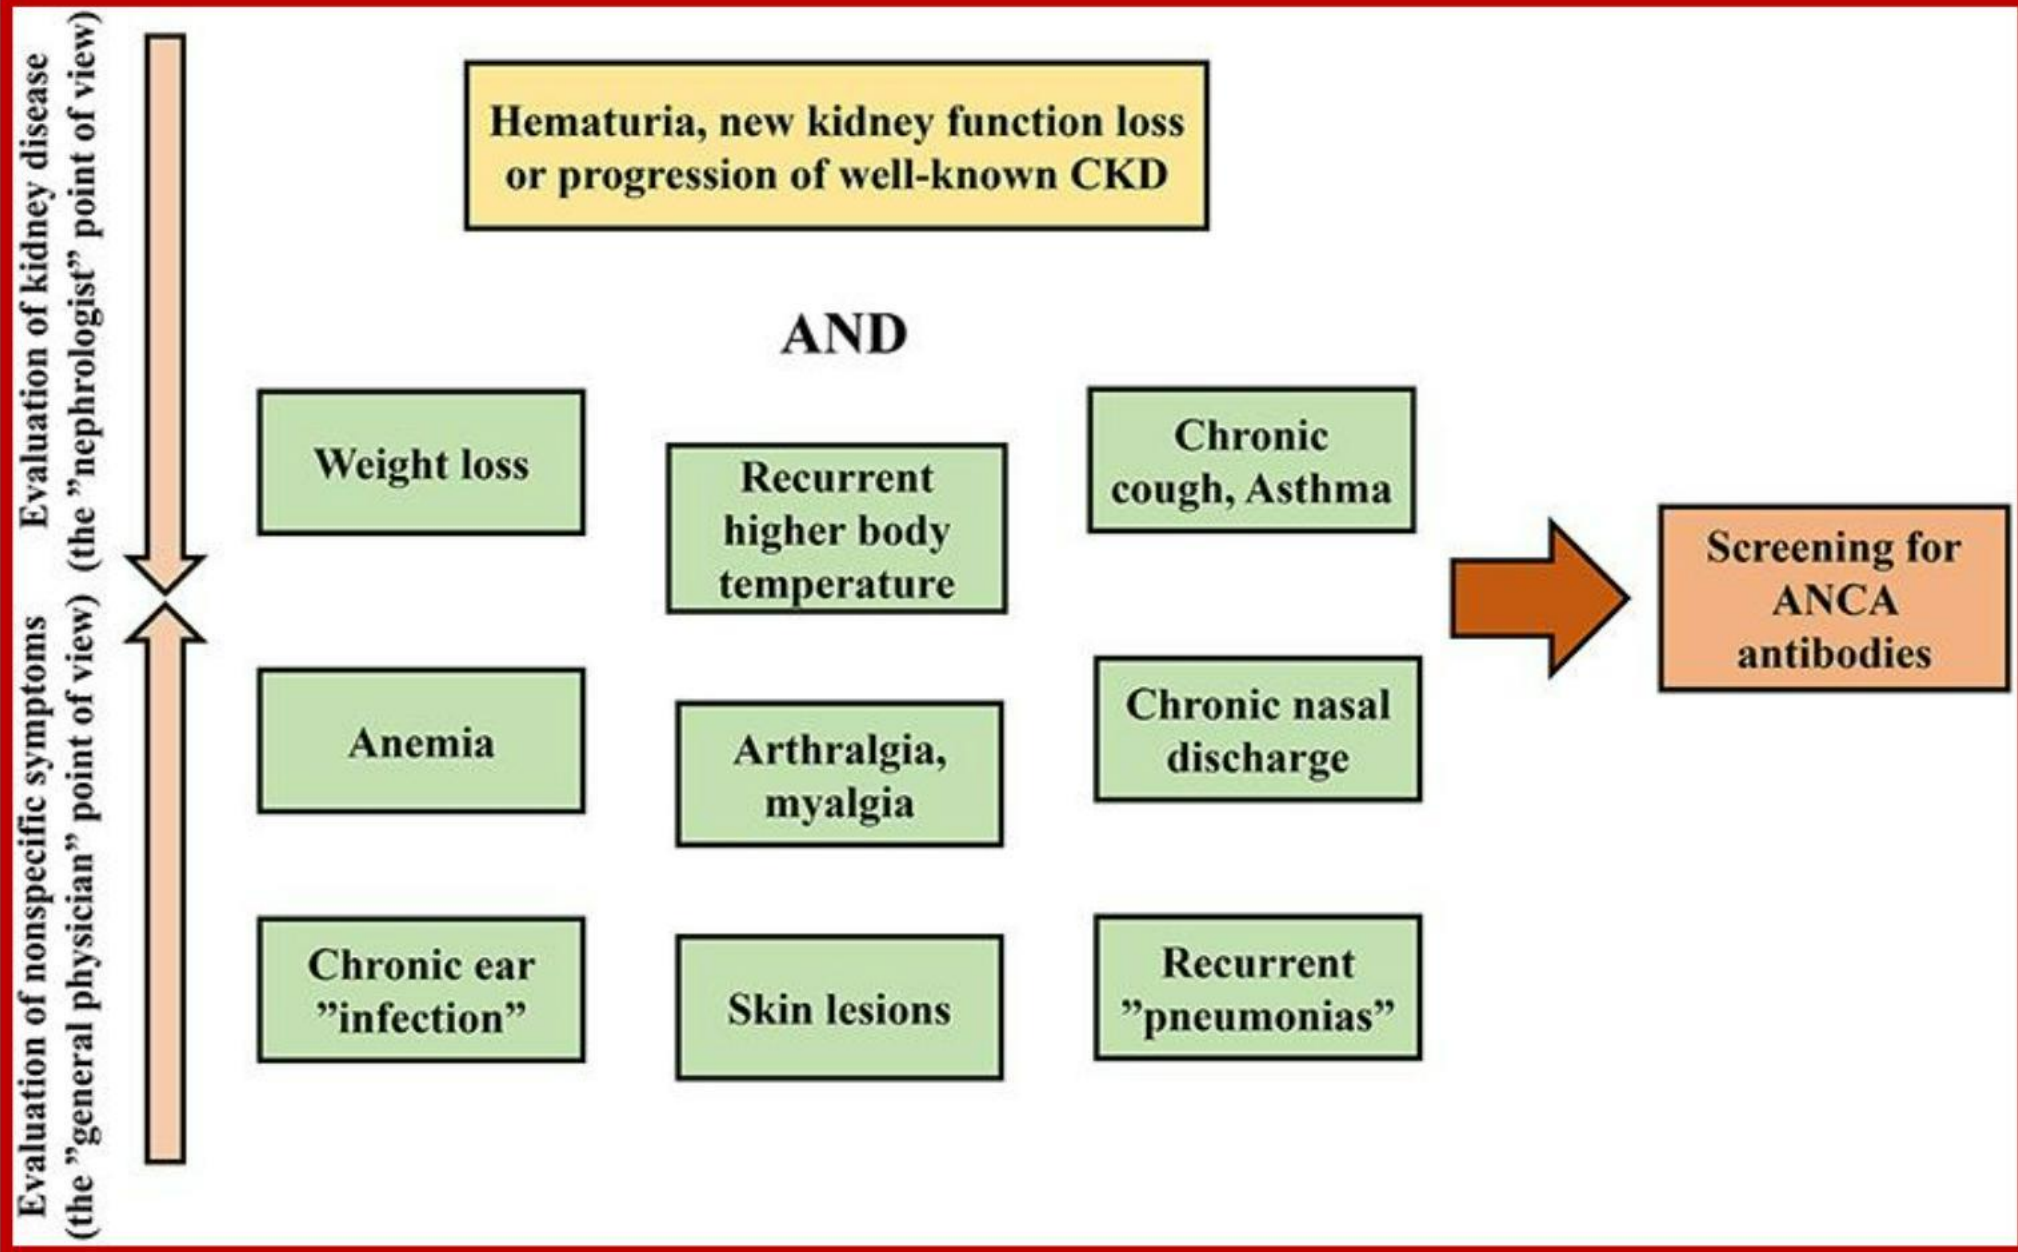 Evaluation of kidney disease
(the ”nephrologist” point of view)
Evaluation of nonspecific symptoms
(the ”general physician” point of view)
Hematuria, new kidney function loss
or progression of well-known CKD
AND
Weight loss
Recurrent
higher body
temperature
Chronic
cough, Asthma
Anemia
Arthralgia,
myalgia
Chronic nasal
discharge
Chronic ear
”infection”
Skin lesions
Recurrent
”pneumonias”
Screening for
ANCA
antibodies